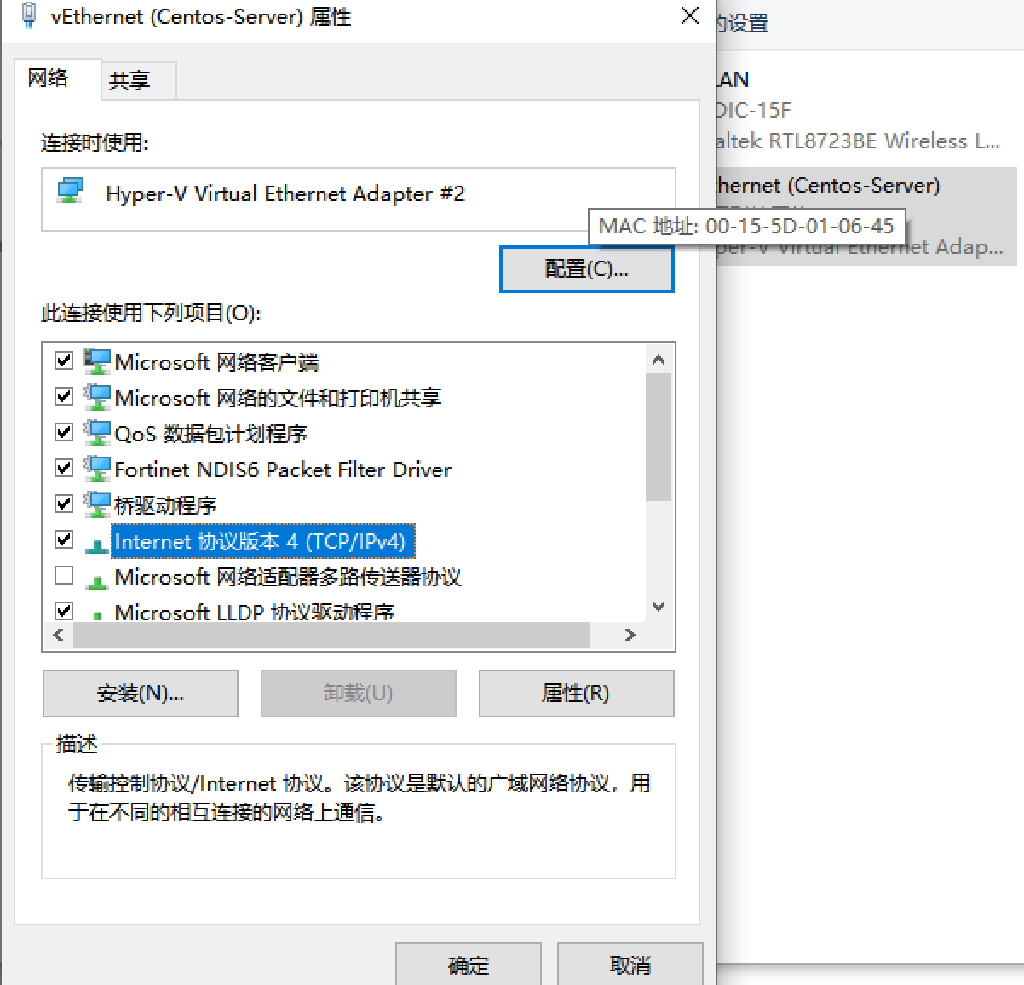 vEthernet (Centos-Server) 属性
的设置
网络
共享
连接时使用:
Hyper-V Virtual Ethernet Adapter #2
MAC 地址: 00-15-5D-01-06-45
配置(C)...
此连接使用下列项目(O):
Microsoft 网络客户端
Microsoft 网络的文件和打印机共享
QoS 数据包计划程序
Fortinet NDIS6 Packet Filter Driver
桥驱动程序
Internet 协议版本 4 (TCP/IPv4)
Microsoft 网络适配器多路传送器协议
Microsoft LLDP 协议驱动程序
安装(N)...
卸载(U)
属性(R)
描述
传输控制协议/Internet 协议。该协议是默认的广域网络协议，用
于在不同的相互连接的网络上通信。
确定
取消
LAN
DIC-15F
altek RTL8723BE Wireless L...
hernet (Centos-Server)
per-V Virtual Ethernet Adap...